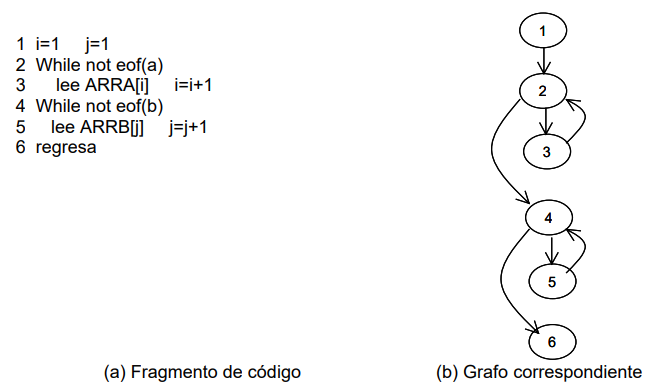 1 i=1 j=1
2 While not eof(a)
3 lee ARRA[i] i=i+1
4 While not eof(b)
5 lee ARRB[j] j=j+1
6 regresa
1
2
3
4
5
6
(a) Fragmento de código
(b) Grafo correspondiente